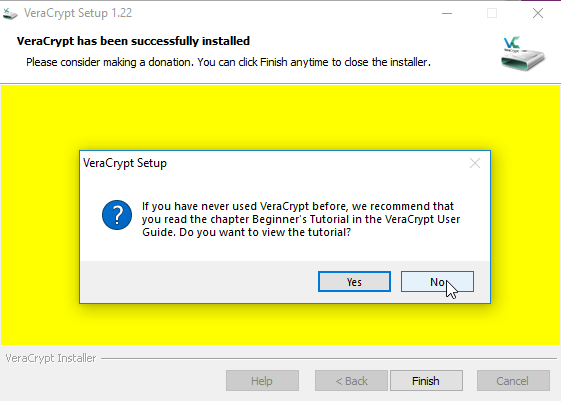 VeraCrypt Setup 1.22
VeraCrypt has been successfully installed
Please consider making a donation. You can click Finish anytime to close the installer.
VC
VeraCrypt Setup
If you have never used VeraCrypt before, we recommend that
you read the chapter Beginner's Tutorial in the VeraCrypt User
Guide. Do you want to view the tutorial?
Yes
No
VeraCrypt Installer
Help
< Back
Finish
Cancel